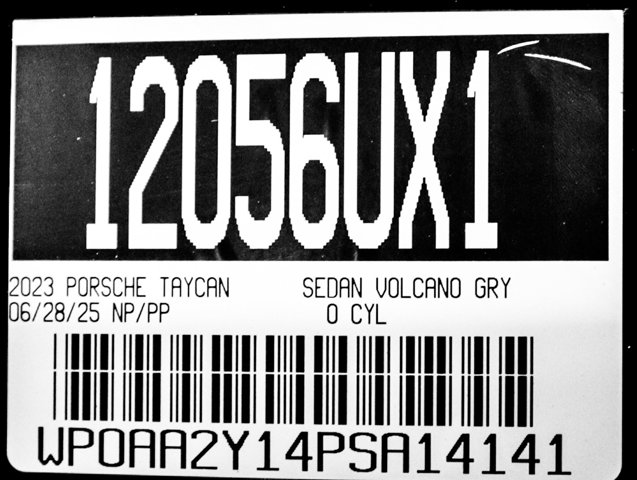 12056UX1
2023 PORSCHE TAYCAN SEDAN VOLCANO GRY
06/28/25 NP/PP 0 CYL
WP0AA2Y14PSA14141